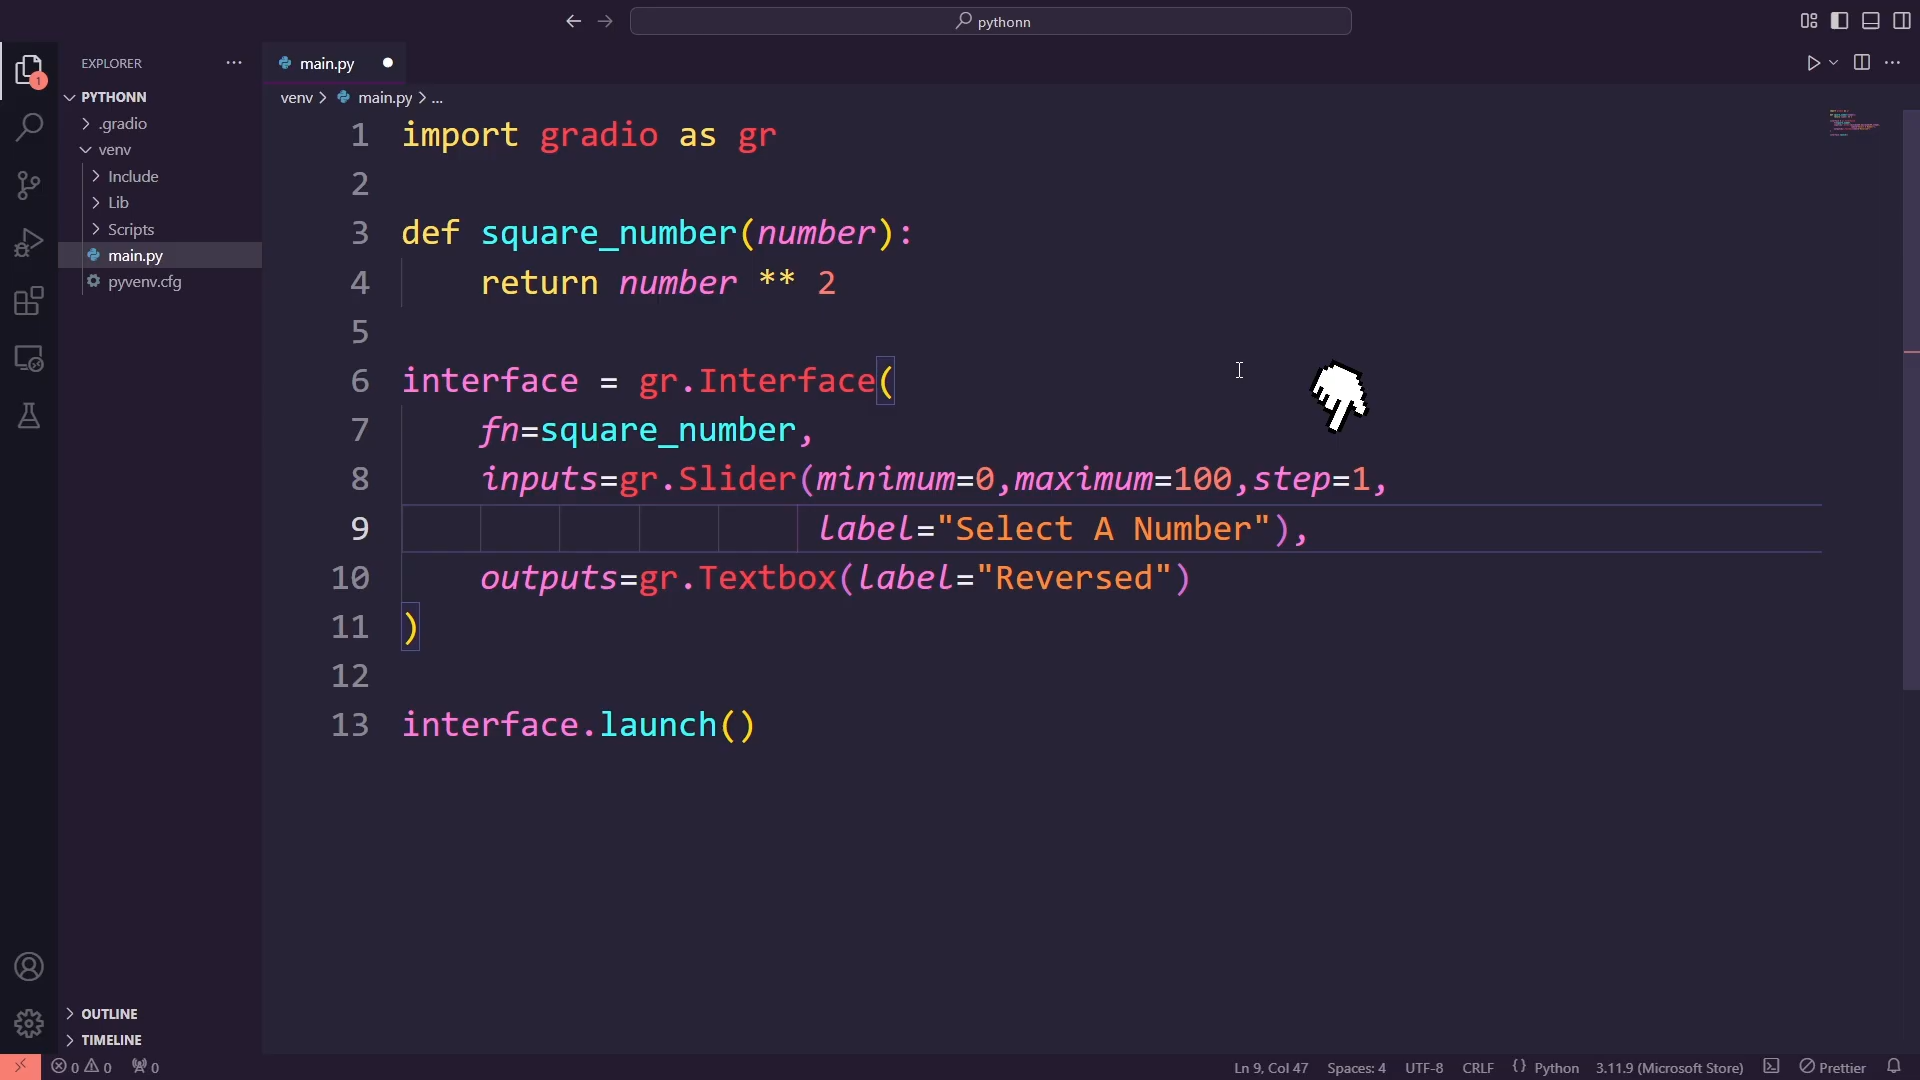 pythonn
EXPLORER
main.py
PYTHONN
venv > main.py > ...
.gradio
venv
Include
Lib
Scripts
main.py
pyvenv.cfg
1
1 import gradio as gr
2
3 def square_number(number):
4 return number ** 2
5
6 interface = gr.Interface(
7 fn=square_number,
8 inputs=gr.Slider(minimum=0,maximum=100,step=1,
9 label="Select A Number"),
10 outputs=gr.Textbox(label="Reversed")
11 )
12
13 interface.launch()
OUTLINE
TIMELINE
0 0 0 Ln 9, Col 47 Spaces: 4 UTF-8 CRLF {} Python 3.11.9 (Microsoft Store) Prettier